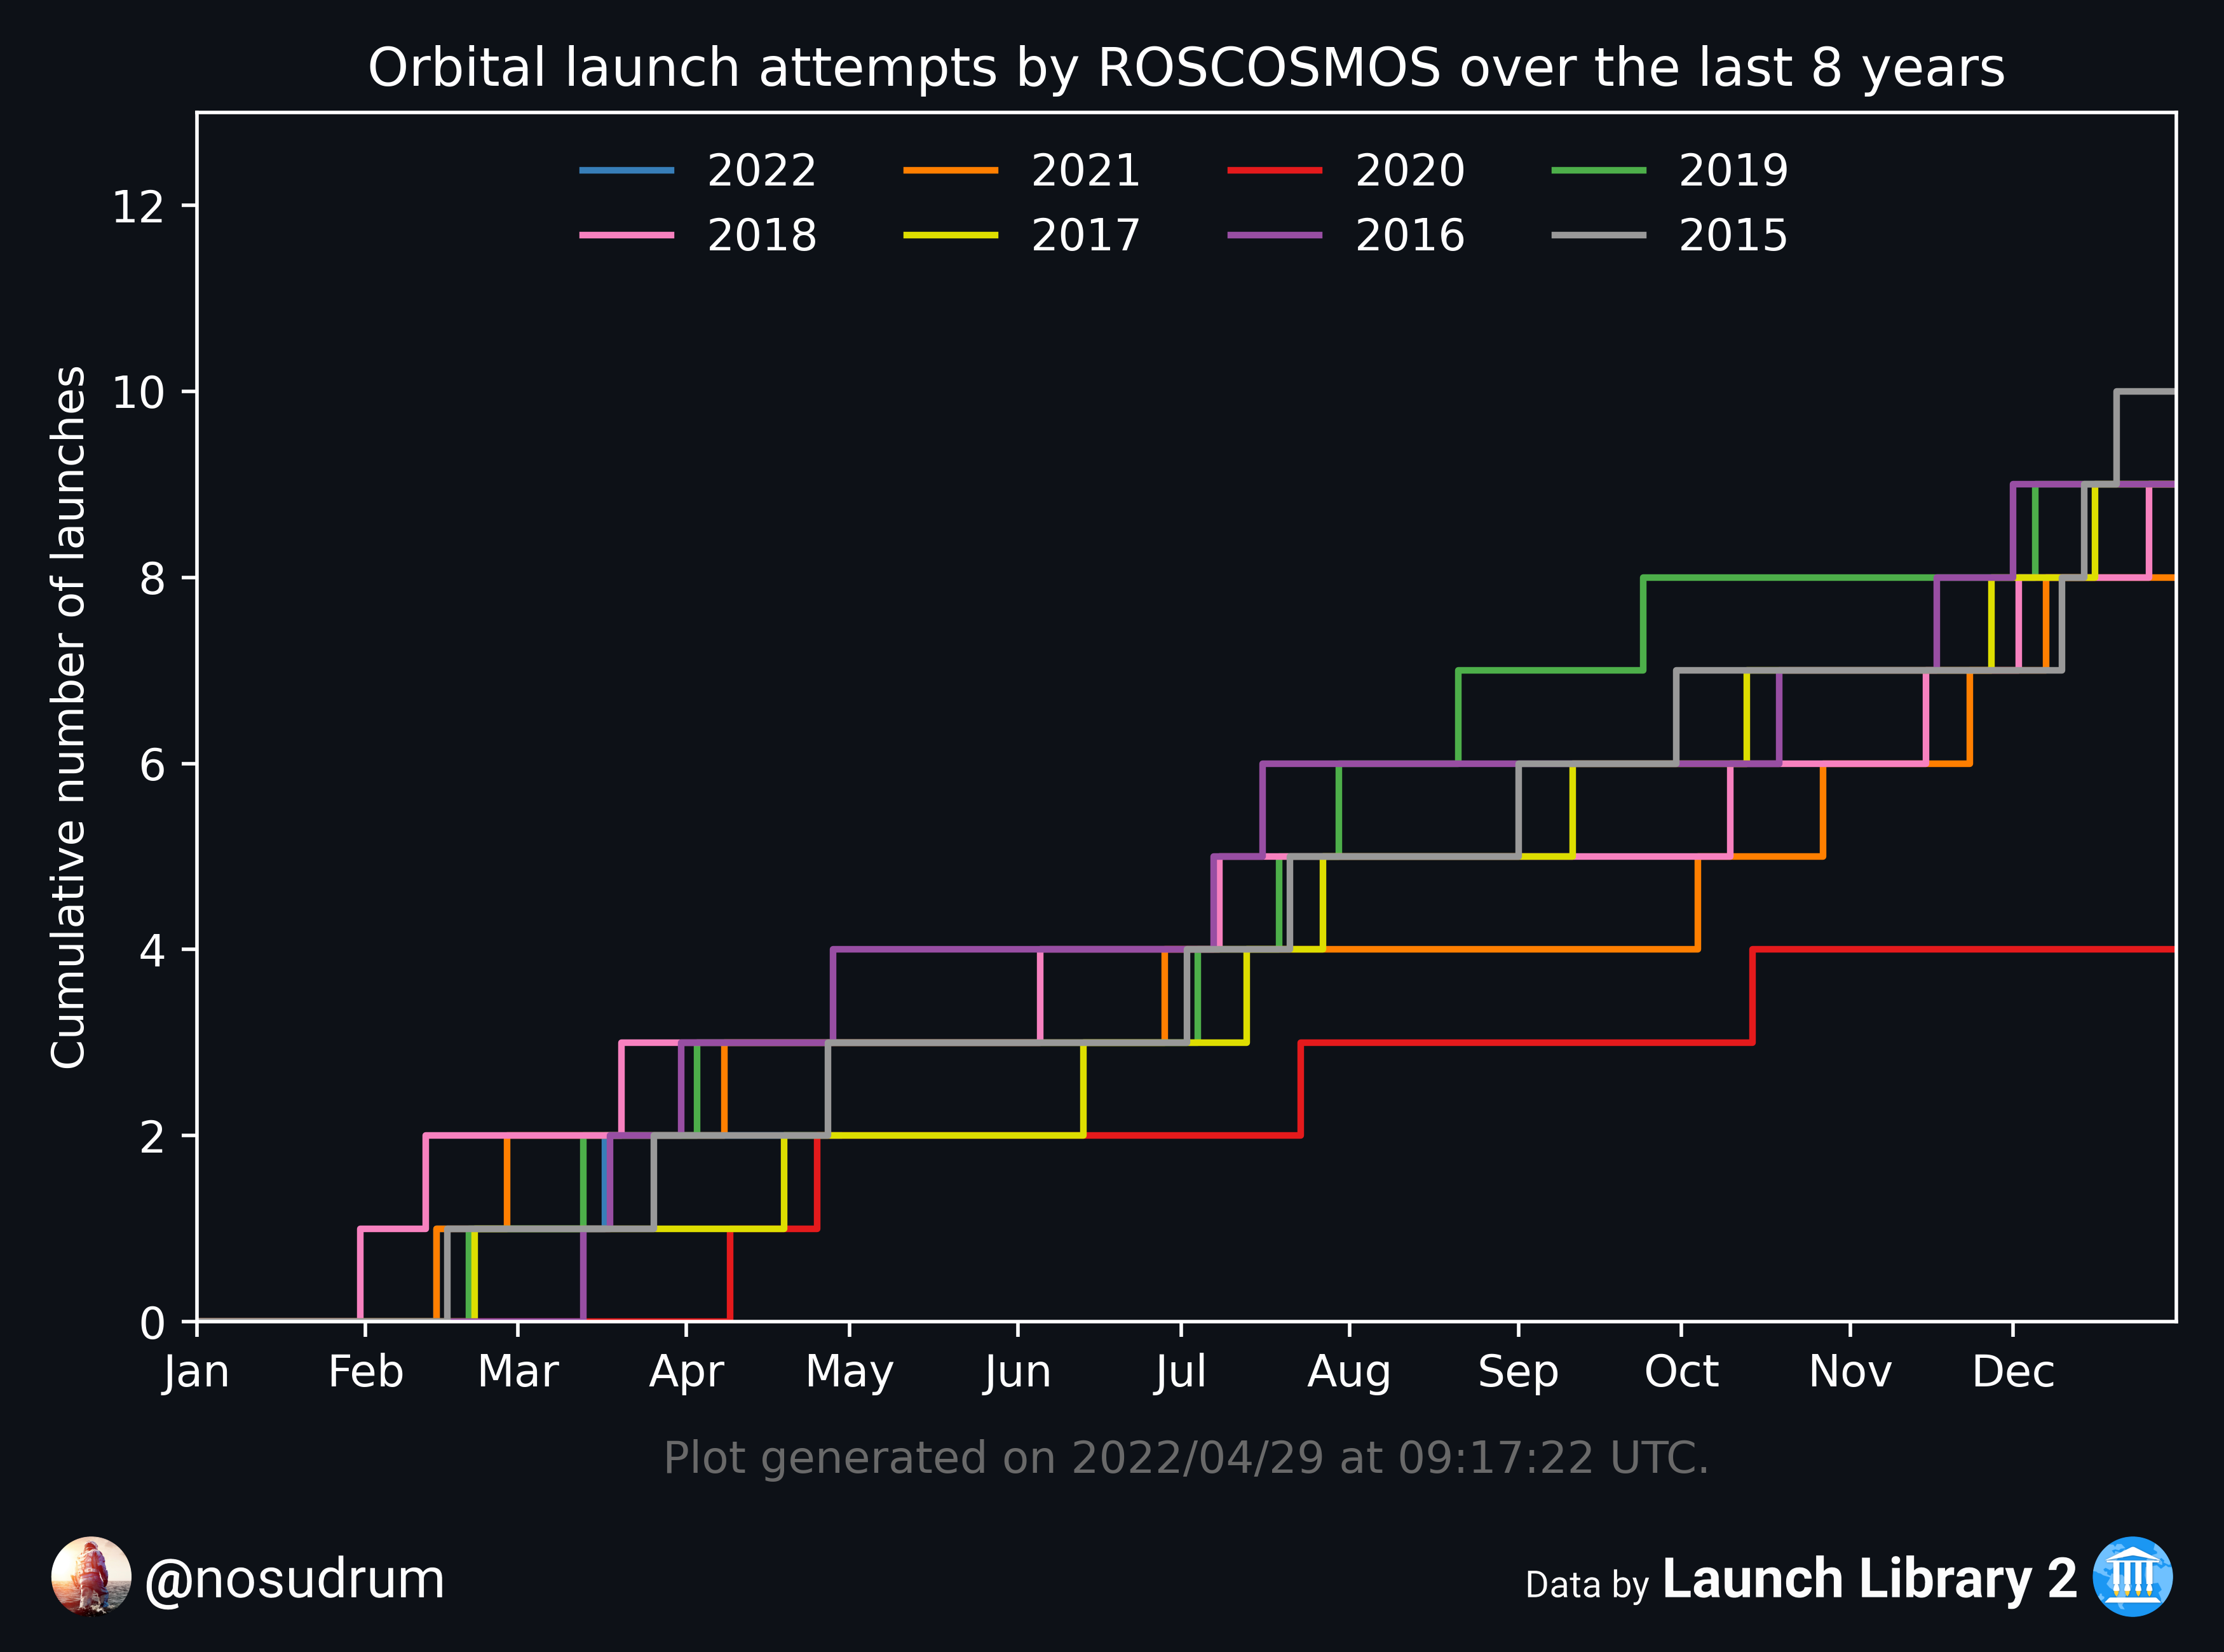 Orbital launch attempts by ROSCOSMOS over the last 8 years
2022 2021 2020 2019
2018 2017 2016 2015
Cumulative number of launches
12
10
8
6
4
2
0
Jan Feb Mar Apr May Jun Jul Aug Sep Oct Nov Dec
Plot generated on 2022/04/29 at 09:17:22 UTC.
@nosudrum
Data by Launch Library 2